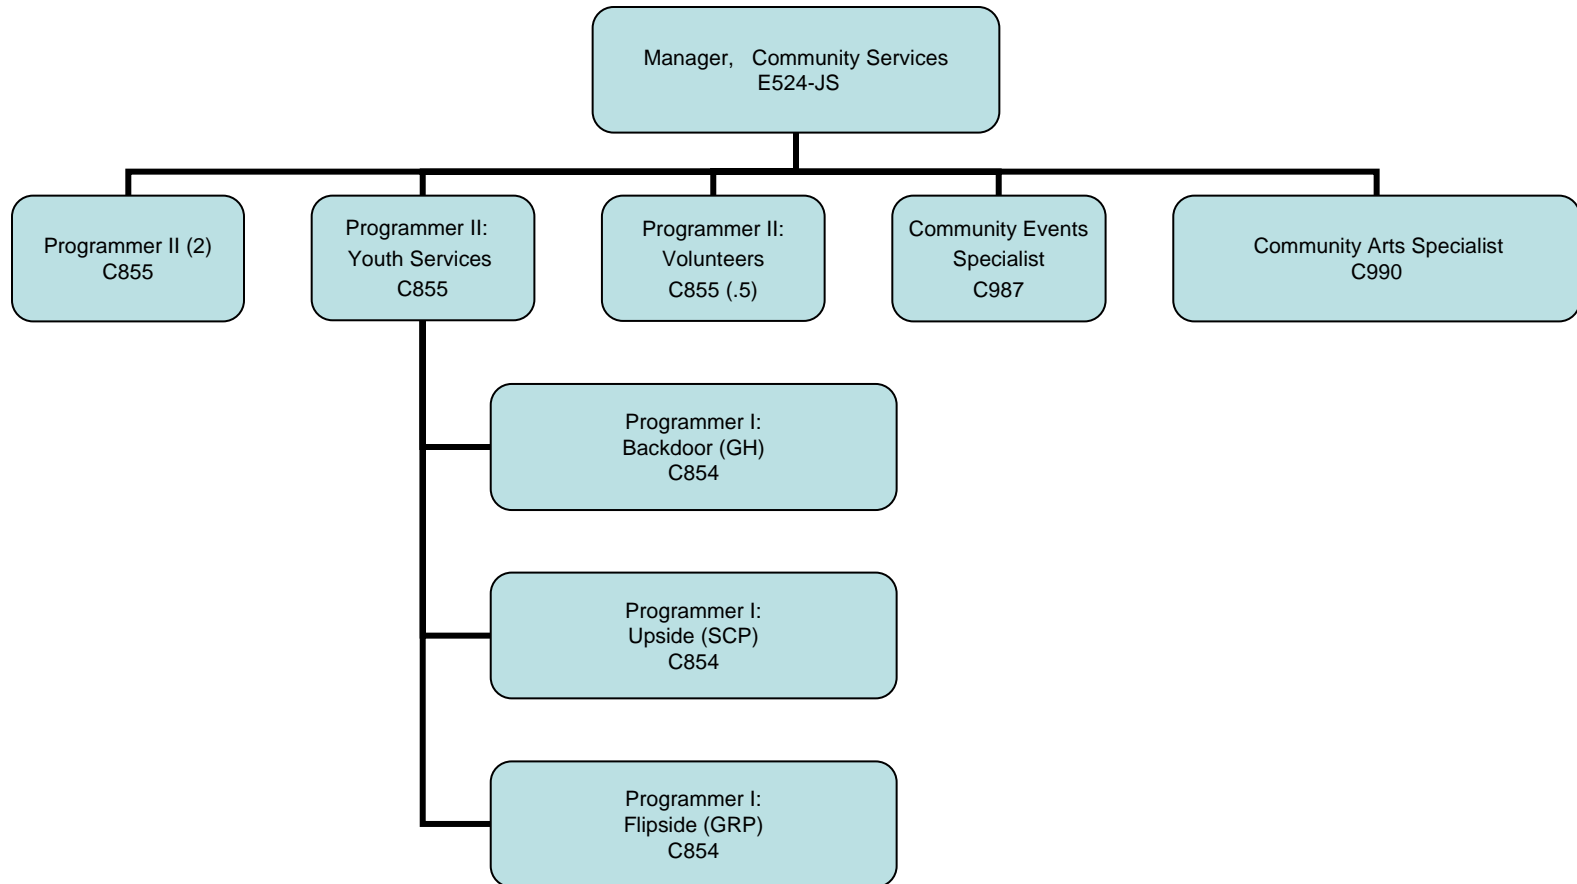 Manager, Community Services
E524-JS
Programmer II (2)
C855
Programmer II:
Youth Services
C855
Programmer II:
Volunteers
C855 (.5)
Community Events
Specialist
C987
Community Arts Specialist
C990
Programmer I:
Backdoor (GH)
C854
Programmer I:
Upside (SCP)
C854
Programmer I:
Flipside (GRP)
C854